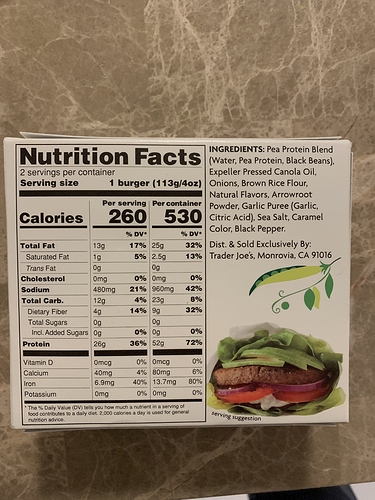 Nutrition Facts
2 servings per container
Serving size 1 burger (113g/4oz)
Per serving Per container
Calories 260 530
% DV* % DV*
Total Fat 13g 17% 25g 32%
Saturated Fat 1g 5% 2.5g 13%
Trans Fat 0g 0g
Cholesterol 0mg 0% 0mg 0%
Sodium 480mg 21% 960mg 42%
Total Carb. 12g 4% 23g 8%
Dietary Fiber 4g 14% 9g 32%
Total Sugars 0g 0g
Incl. Added Sugars 0g 0% 0g 0%
Protein 26g 36% 52g 72%
Vitamin D 0mcg 0% 0mcg 0%
Calcium 40mg 4% 80mg 6%
Iron 6.9mg 40% 13.7mg 80%
Potassium 0mg 0% 0mg 0%
* The % Daily Value (DV) tells you how much a nutrient in a serving of
food contributes to a daily diet. 2,000 calories a day is used for general
nutrition advice.
INGREDIENTS: Pea Protein Blend
(Water, Pea Protein, Black Beans),
Expeller Pressed Canola Oil,
Onions, Brown Rice Flour,
Natural Flavors, Arrowroot
Powder, Garlic Puree (Garlic,
Citric Acid), Sea Salt, Caramel
Color, Black Pepper.
Dist. & Sold Exclusively By:
Trader Joe's, Monrovia, CA 91016
serving suggestion